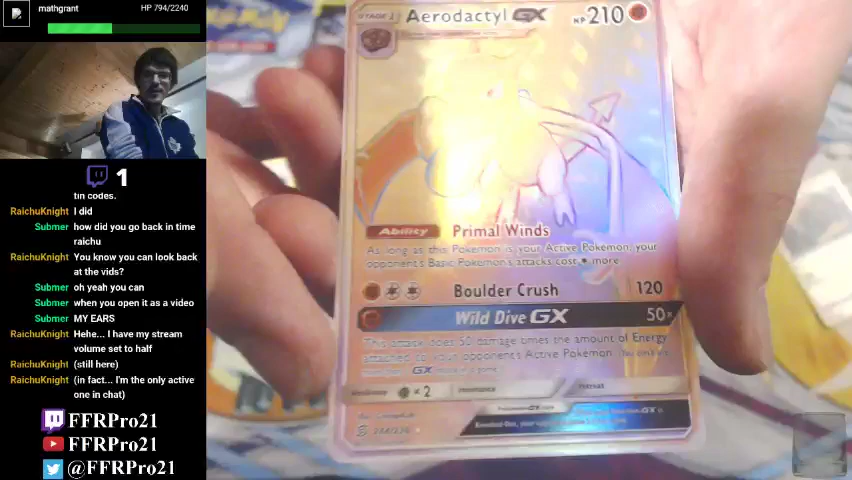 mathgrant
HP 794/2240
1
tin codes.
RaichuKnight I did
Submer how did you go back in time
raichu
RaichuKnight You know you can look back
at the vids?
Submer oh yeah you can
Submer when you open it as a video
Submer MY EARS
RaichuKnight Hehe... I have my stream
volume set to half
RaichuKnight (still here)
RaichuKnight (in fact... I'm the only active
one in chat)
FFRPro21
FFRPro21
@FFRPro21
STAGE 1 Aerodactyl GX HP 210
Ability Primal Winds
As long as this Pokémon is your Active Pokémon, your
opponent's Basic Pokémon's attacks cost more
Boulder Crush 120
Wild Dive GX 50x
This attack does 50 damage times the amount of Energy
attached to your opponent's Active Pokémon.
GX
Weakness ×2 resistance retreat